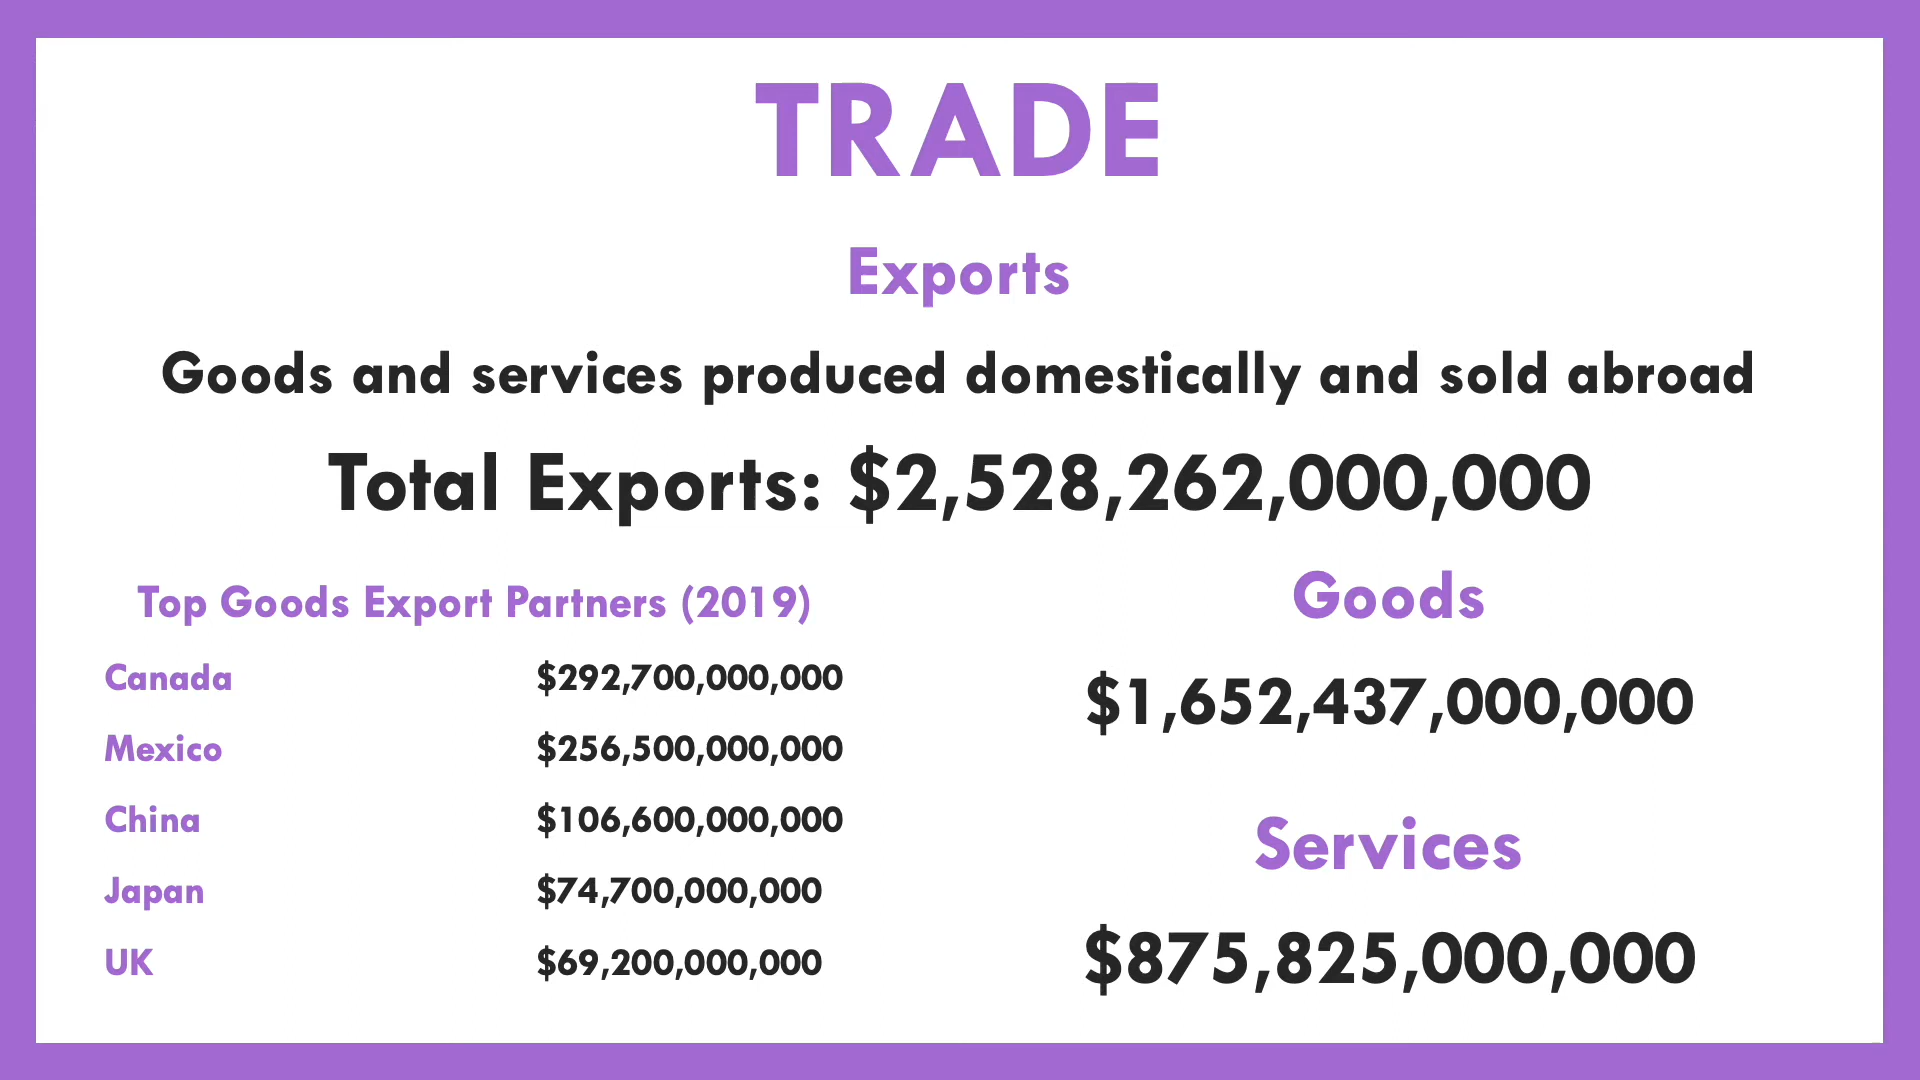 TRADE
Exports
Goods and services produced domestically and sold abroad
Total Exports: $2,528,262,000,000
Top Goods Export Partners (2019)
Canada $292,700,000,000
Mexico $256,500,000,000
China $106,600,000,000
Japan $74,700,000,000
UK $69,200,000,000
Goods
$1,652,437,000,000
Services
$875,825,000,000